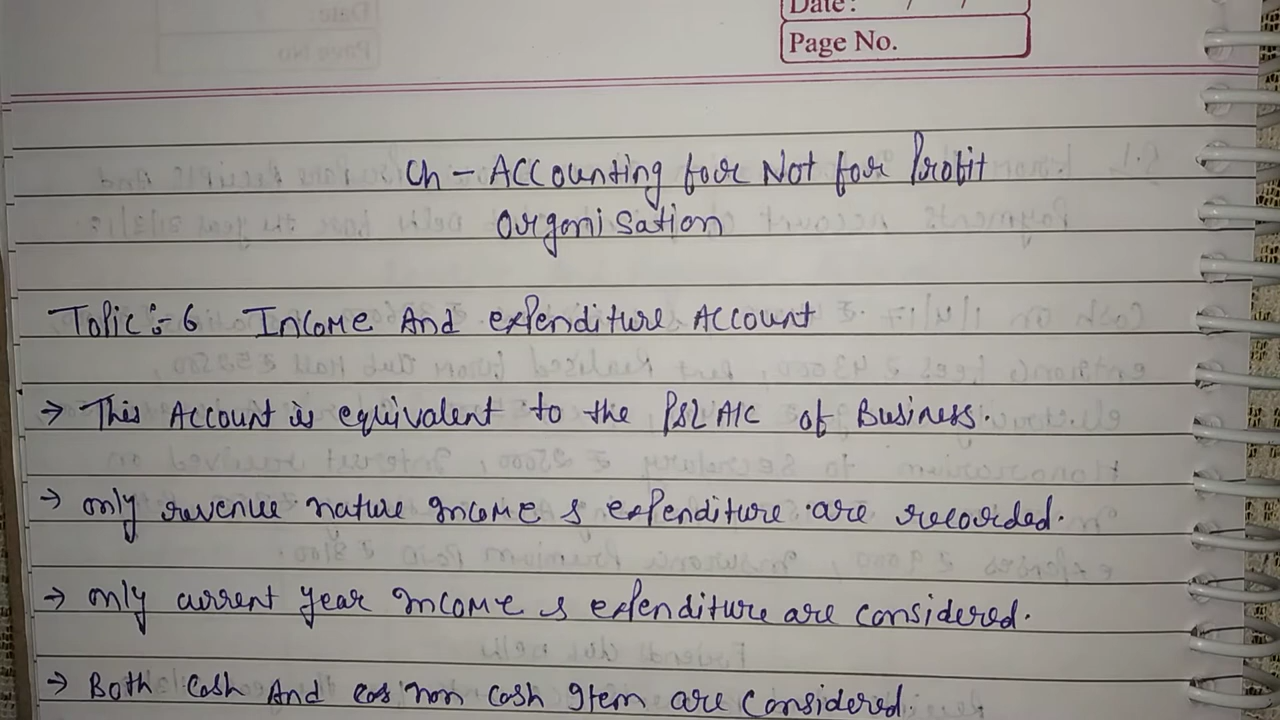 Date: / /
Page No.
Ch - Accounting for Not for Profit
Organisation
Topic:- 6 Income And expenditure Account
→ This Account is equivalent to the P&L A/C of Business.
→ only revenue nature Income & expenditure are recorded.
→ only current year Income & expenditure are considered.
→ Both Cash And non cash Item are considered.